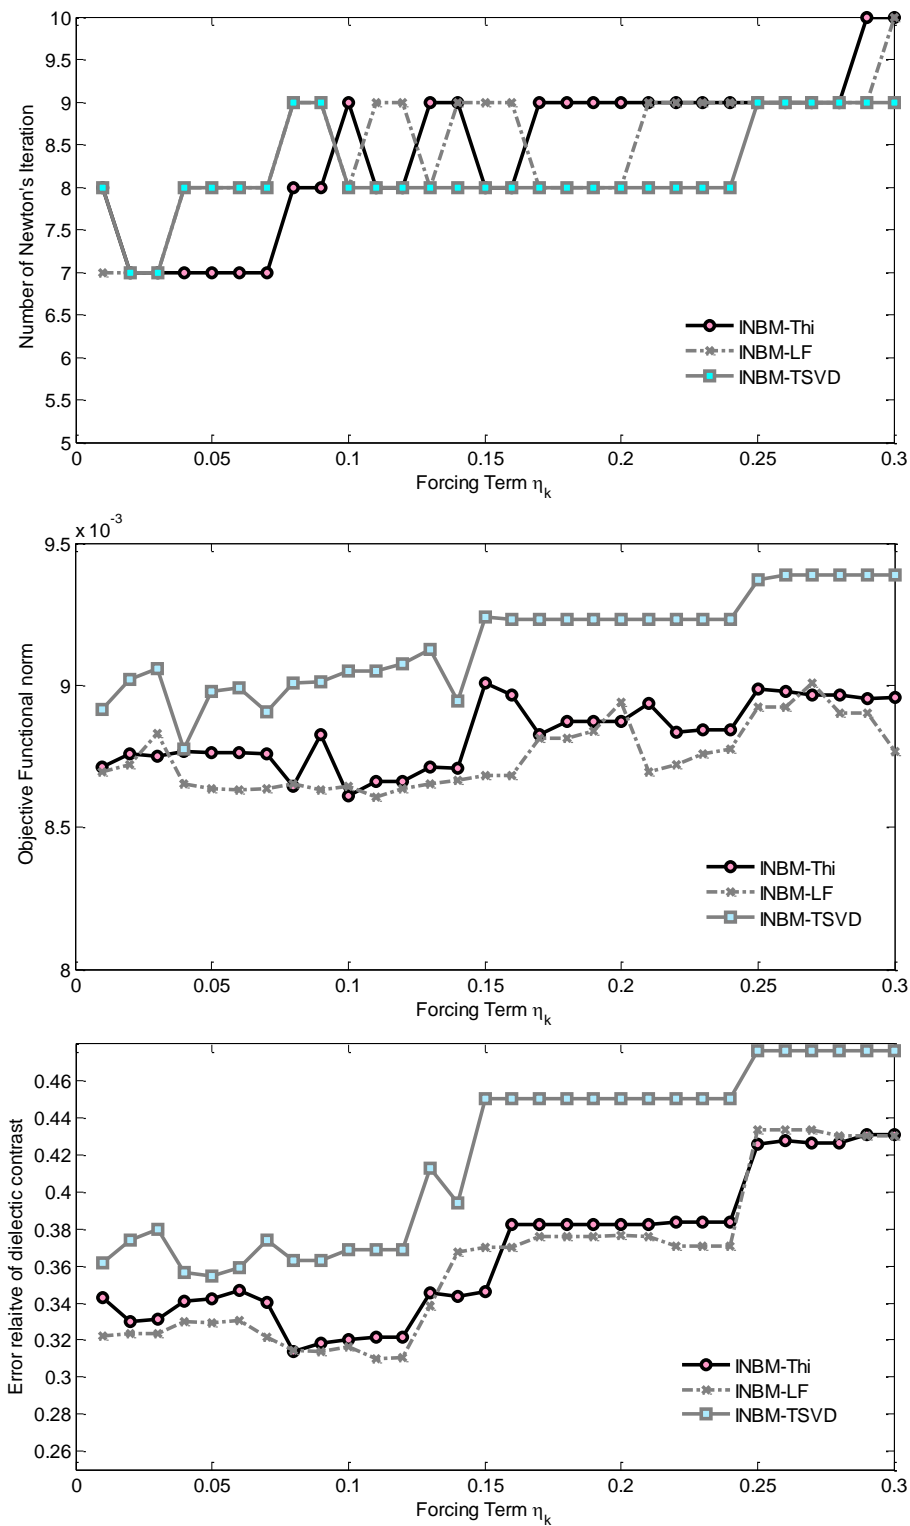 10
9.5
9
8.5
8
7.5
7
6.5
6
5.5
5
Number of Newton's Iteration
INBM-Thi
INBM-LF
INBM-TSVD
0 0.05 0.1 0.15 0.2 0.25 0.3
Forcing Term ηk
x 10-3
9.5
9
8.5
8
Objective Functional norm
INBM-Thi
INBM-LF
INBM-TSVD
0 0.05 0.1 0.15 0.2 0.25 0.3
Forcing Term ηk
0.46
0.44
0.42
0.4
0.38
0.36
0.34
0.32
0.3
0.28
0.26
Error relaitve of dielectic contrast
INBM-Thi
INBM-LF
INBM-TSVD
0 0.05 0.1 0.15 0.2 0.25 0.3
Forcing Term ηk